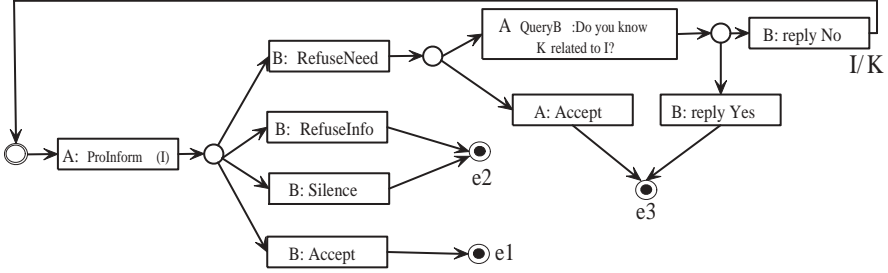 A QueryB :Do you know
K related to I?
B: reply No
I/K
B: RefuseNeed
A: Accept
B: reply Yes
B: RefuseInfo
A: ProInform (I)
e2
B: Silence
e3
B: Accept
e1